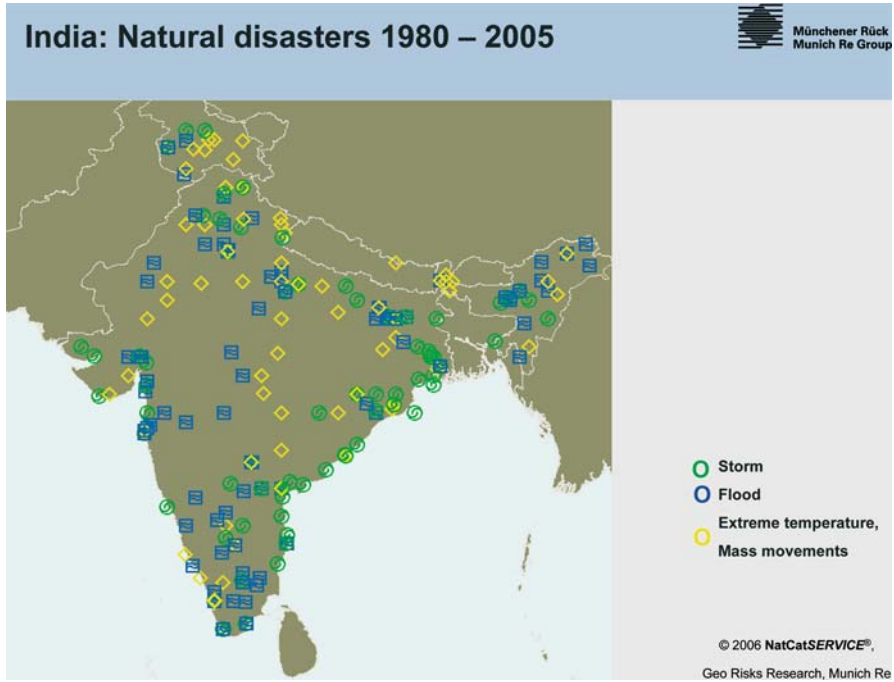 India: Natural disasters 1980 – 2005
Münchener Rück
Munich Re Group
Storm
Flood
Extreme temperature,
Mass movements
© 2006 NatCatSERVICE®,
Geo Risks Research, Munich Re